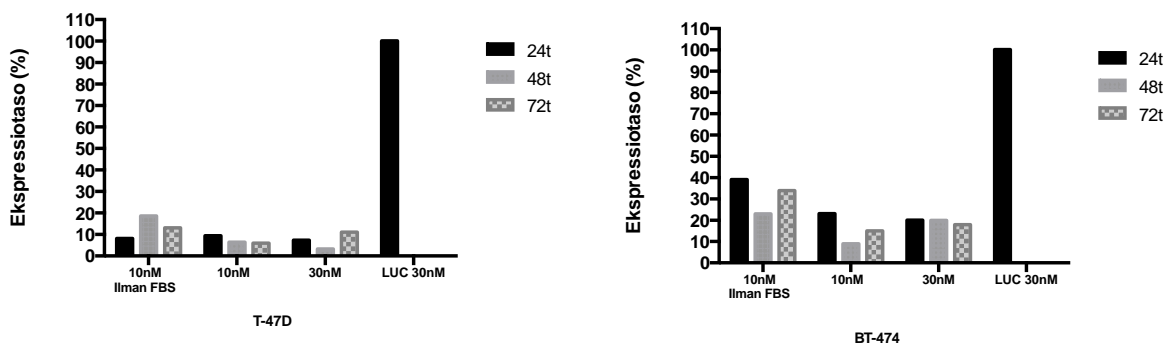 Ekspressiotaso (%)
110
100
90
80
70
60
50
40
30
20
10
0
10nM
Ilman FBS
10nM
30nM
LUC 30nM
T-47D
24t
48t
72t
Ekspressiotaso (%)
110
100
90
80
70
60
50
40
30
20
10
0
10nM
Ilman FBS
10nM
30nM
LUC 30nM
BT-474
24t
48t
72t